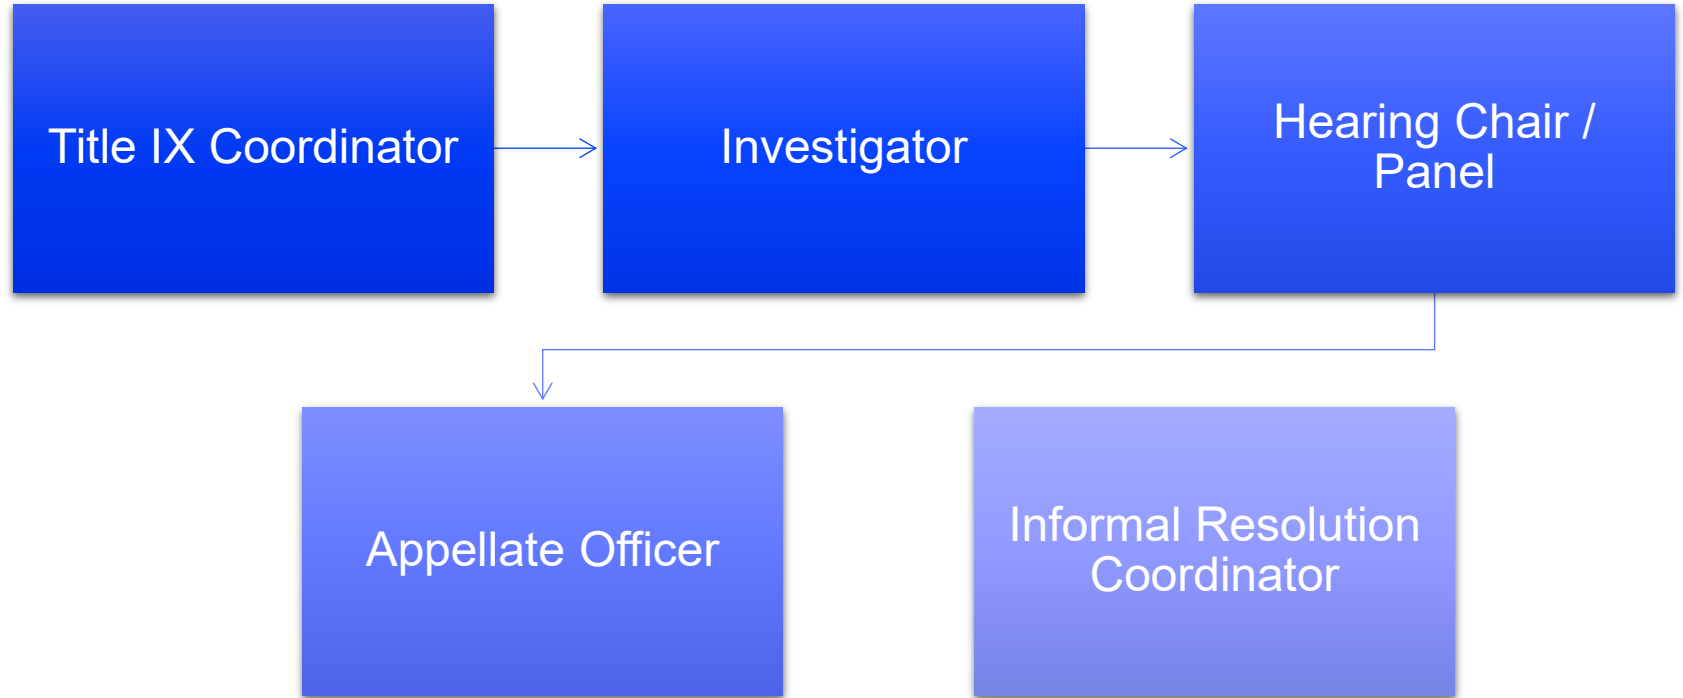 Title IX Coordinator
Investigator
Hearing Chair /
Panel
Appellate Officer
Informal Resolution
Coordinator